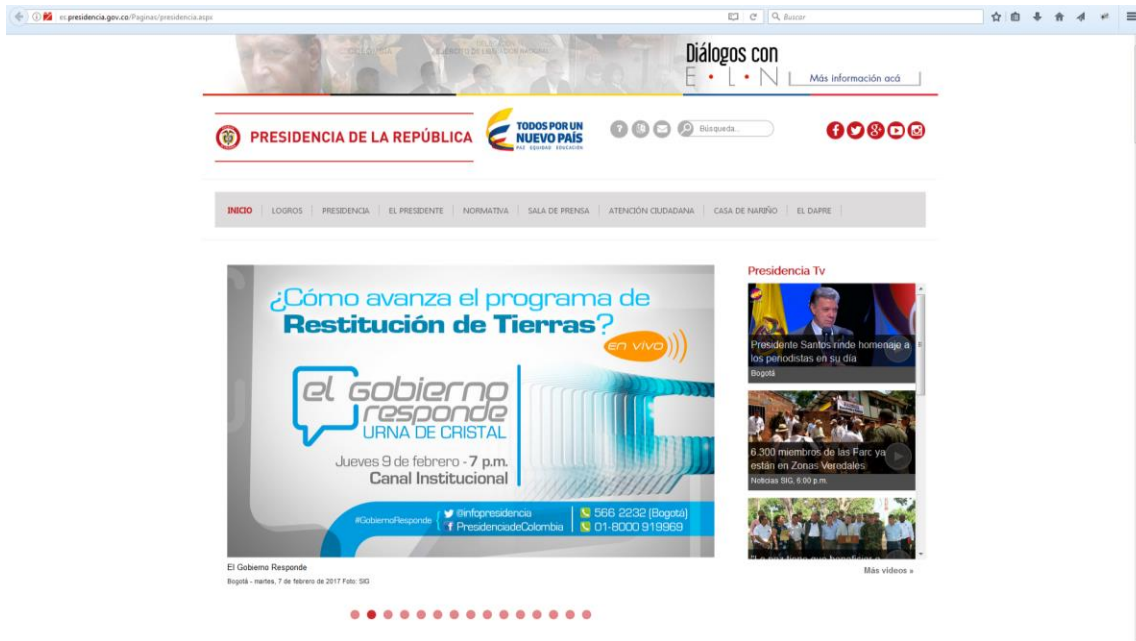 es.presidencia.gov.co/Paginas/presidencia.aspx
Buscar
Diálogos con
E • L • N
Más información acá
PRESIDENCIA DE LA REPÚBLICA
TODOS POR UN
NUEVO PAÍS
PAZ EQUIDAD EDUCACIÓN
Búsqueda...
INICIO LOGROS PRESIDENCIA EL PRESIDENTE NORMATIVA SALA DE PRENSA ATENCIÓN CIUDADANA CASA DE NARIÑO EL DAPRE
¿Cómo avanza el programa de
Restitución de Tierras?
en vivo
el Gobierno
responde
URNA DE CRISTAL
Jueves 9 de febrero - 7 p.m.
Canal Institucional
#GobiernoResponde
@infopresidencia
PresidenciadeColombia
566 2232 (Bogotá)
01-8000 919969
El Gobierno Responde
Bogotá - martes, 7 de febrero de 2017 Foto: SIG
Presidencia Tv
Presidente Santos rinde homenaje a
los periodistas en su día
Bogotá
6.300 miembros de las Farc ya
están en Zonas Veredales
Noticias SIG, 6:00 p.m.
Más videos »